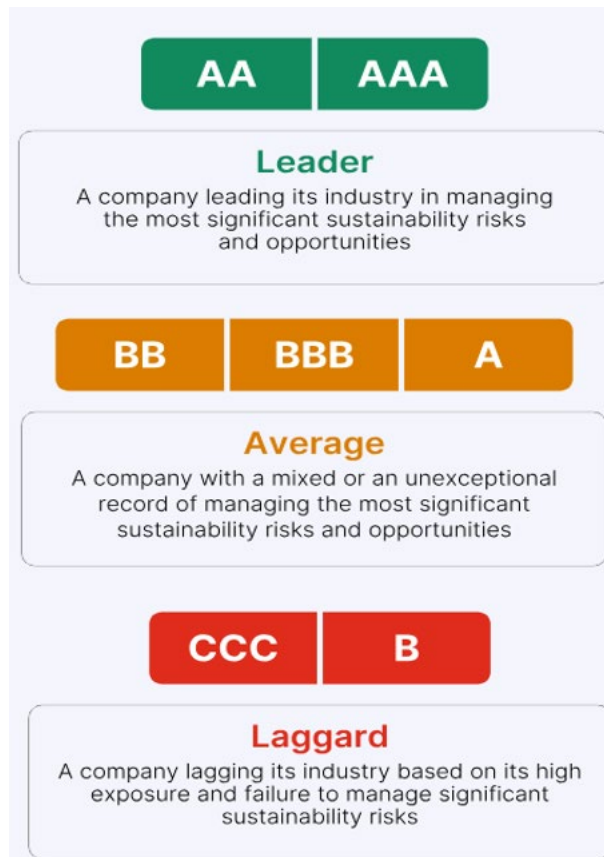 AA AAA
Leader
A company leading its industry in managing
the most significant sustainability risks
and opportunities
BB BBB A
Average
A company with a mixed or an unexceptional
record of managing the most significant
sustainability risks and opportunities
CCC B
Laggard
A company lagging its industry based on its high
exposure and failure to manage significant
sustainability risks